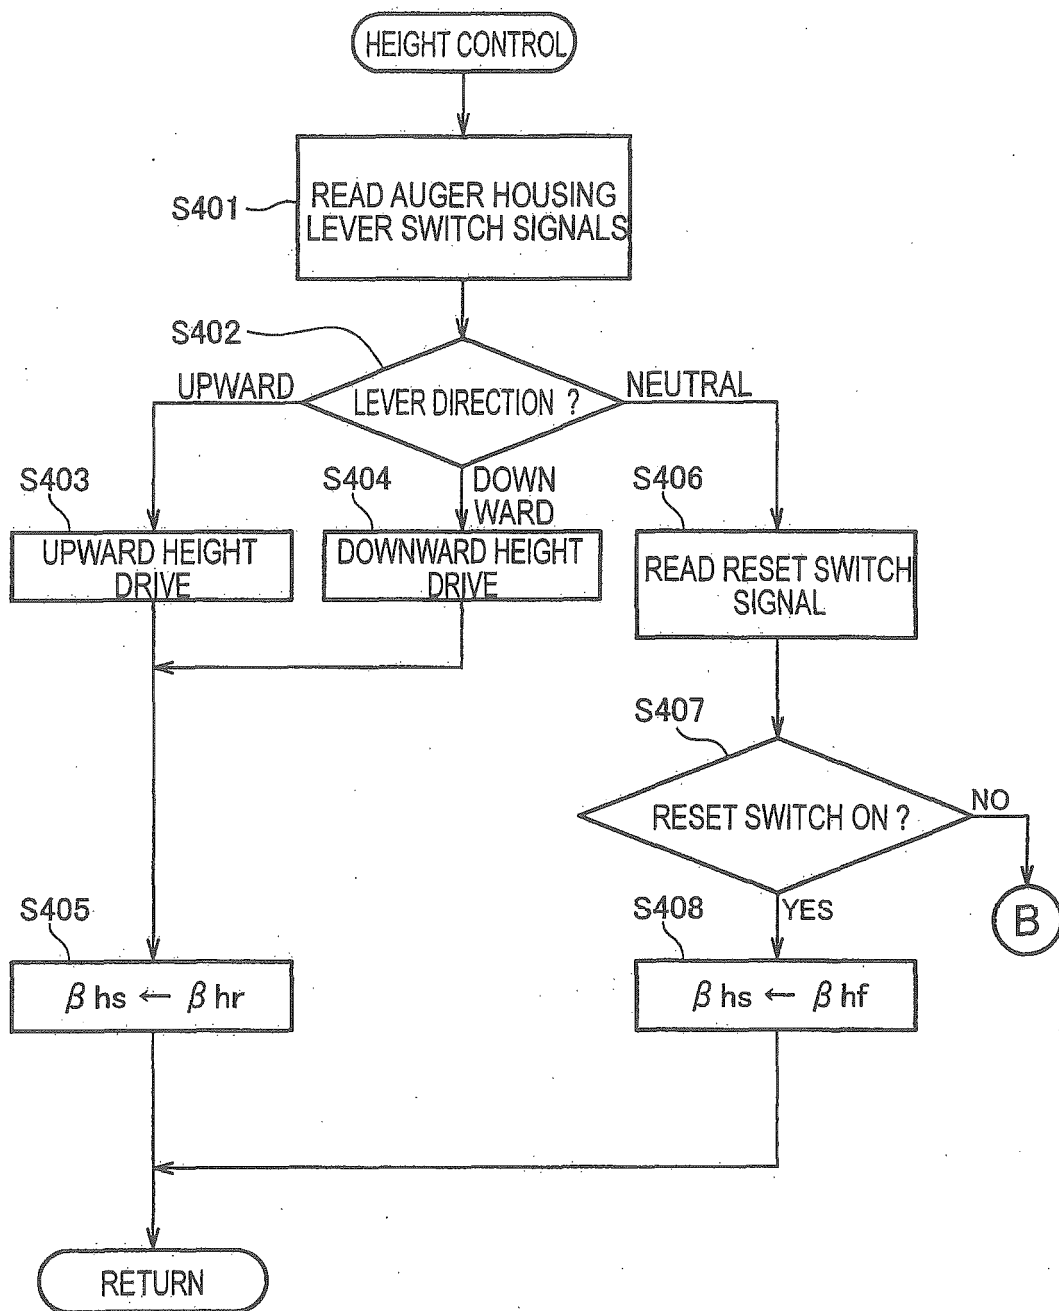 HEIGHT CONTROL
S401
READ AUGER HOUSING
LEVER SWITCH SIGNALS
S402
UPWARD
LEVER DIRECTION ?
NEUTRAL
S403
S404
DOWN
WARD
S406
UPWARD HEIGHT
DRIVE
DOWNWARD HEIGHT
DRIVE
READ RESET SWITCH
SIGNAL
S407
RESET SWITCH ON ?
NO
B
S405
S408
YES
β hs ← β hr
β hs ← β hf
RETURN